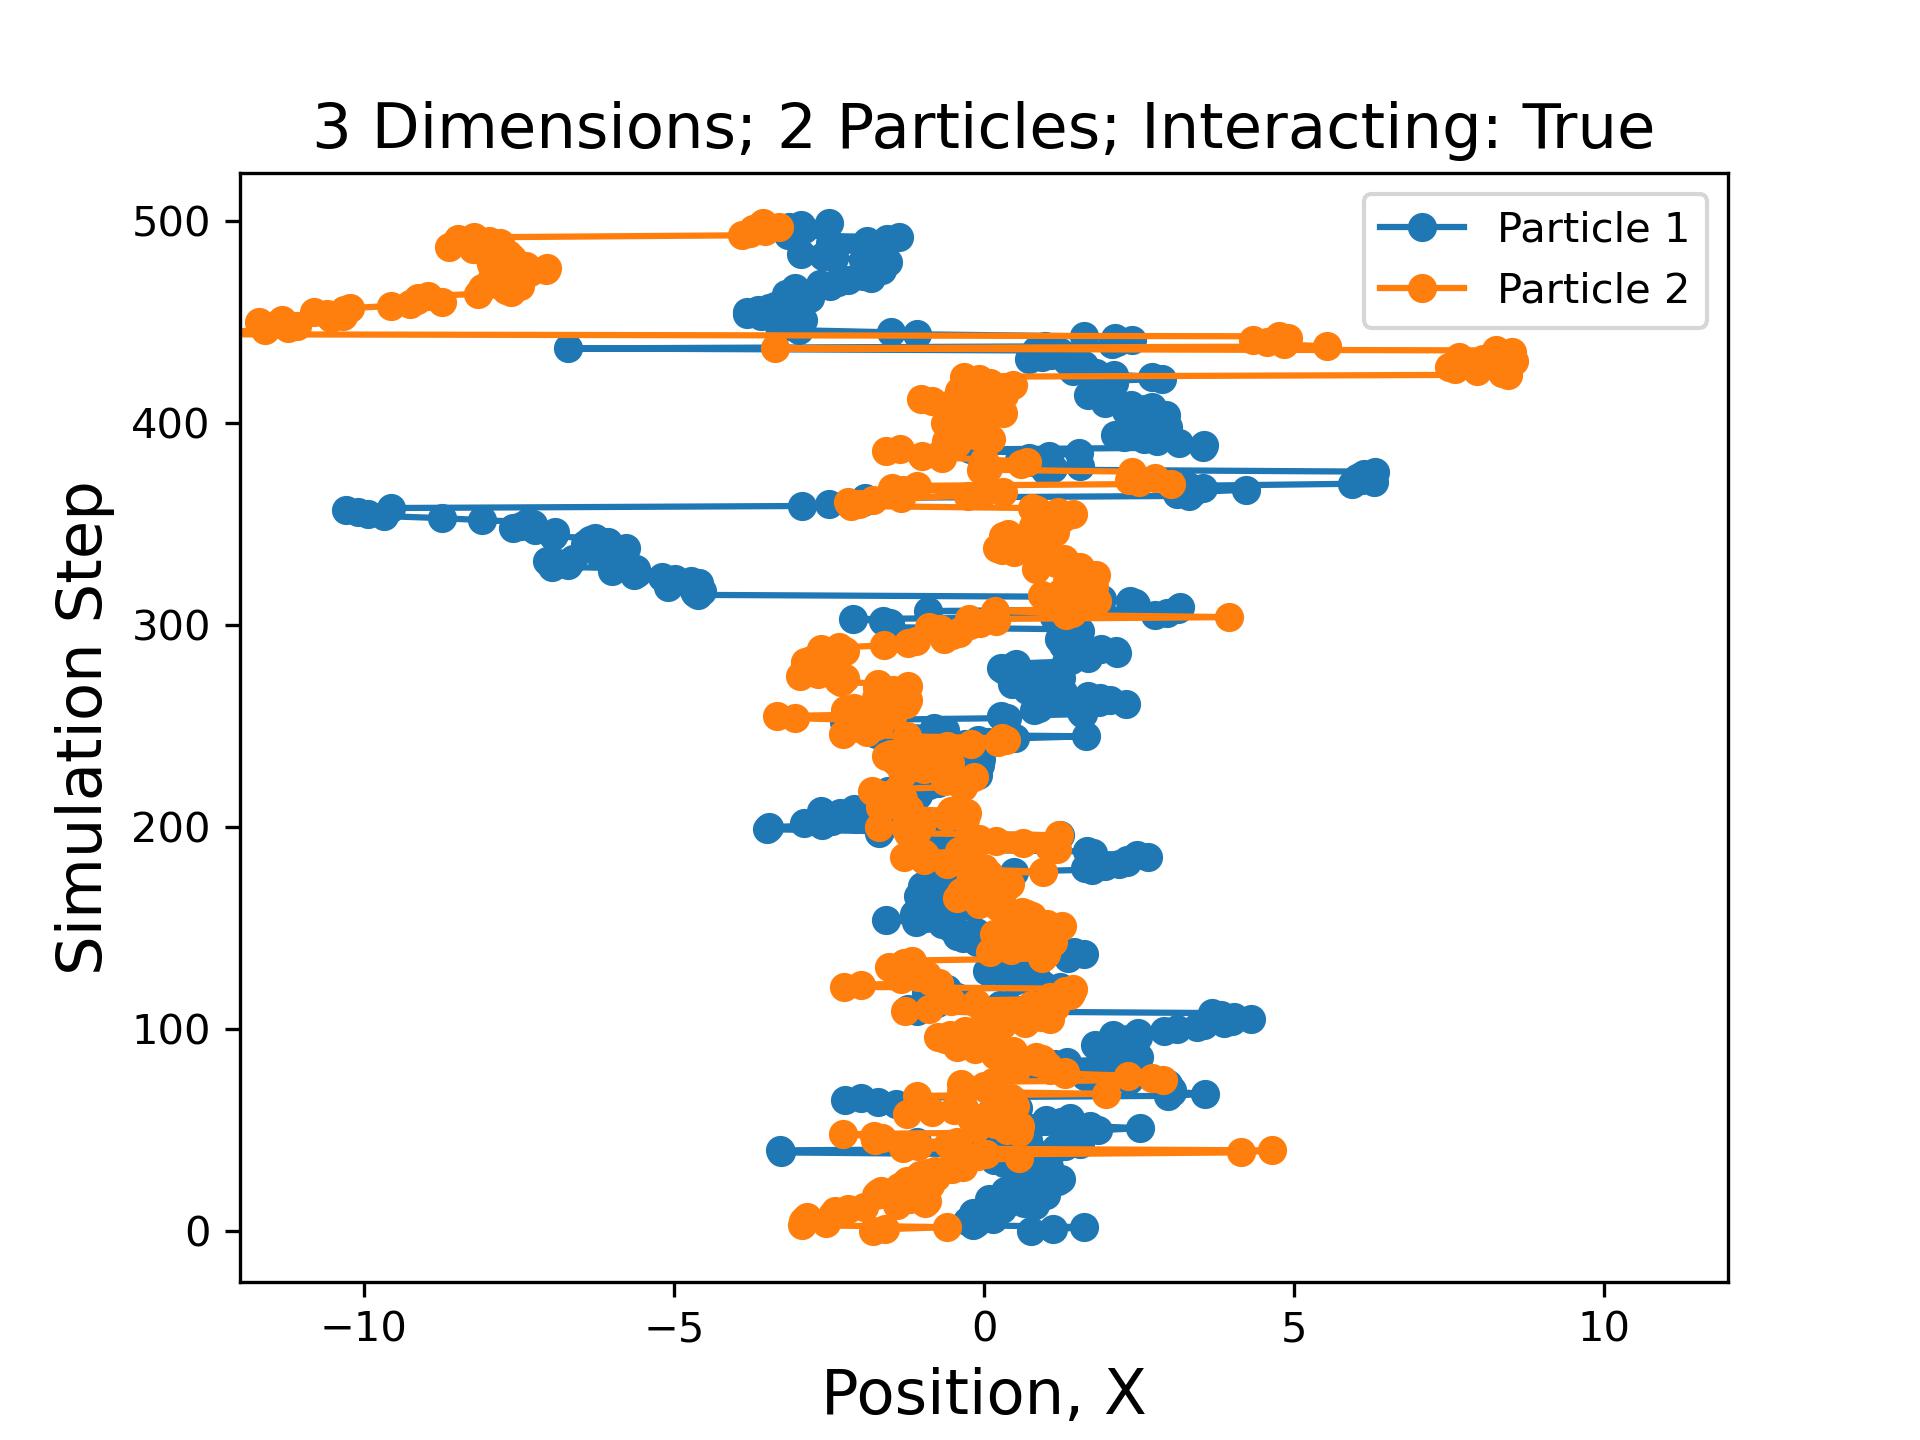 3 Dimensions; 2 Particles; Interacting: True
Particle 1
Particle 2
500
400
300
200
100
0
Simulation Step
−10
−5
0
5
10
Position, X